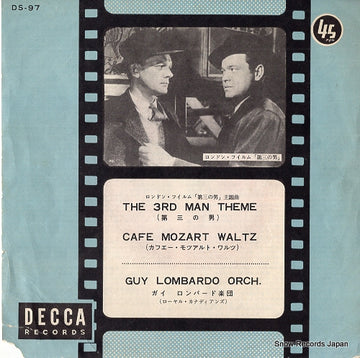 DS-97
45
rpm
ロンドン・フイルム「第三の男」
ロンドン・フイルム「第三の男」主題曲
THE 3RD MAN THEME
(第三の男)
CAFE MOZART WALTZ
(カフエー・モツアルト・ワルツ)
GUY LOMBARDO ORCH.
ガイ ロンバード楽団
(ローヤル・カナディアンズ)
DECCA
RECORDS
Snow Records Japan